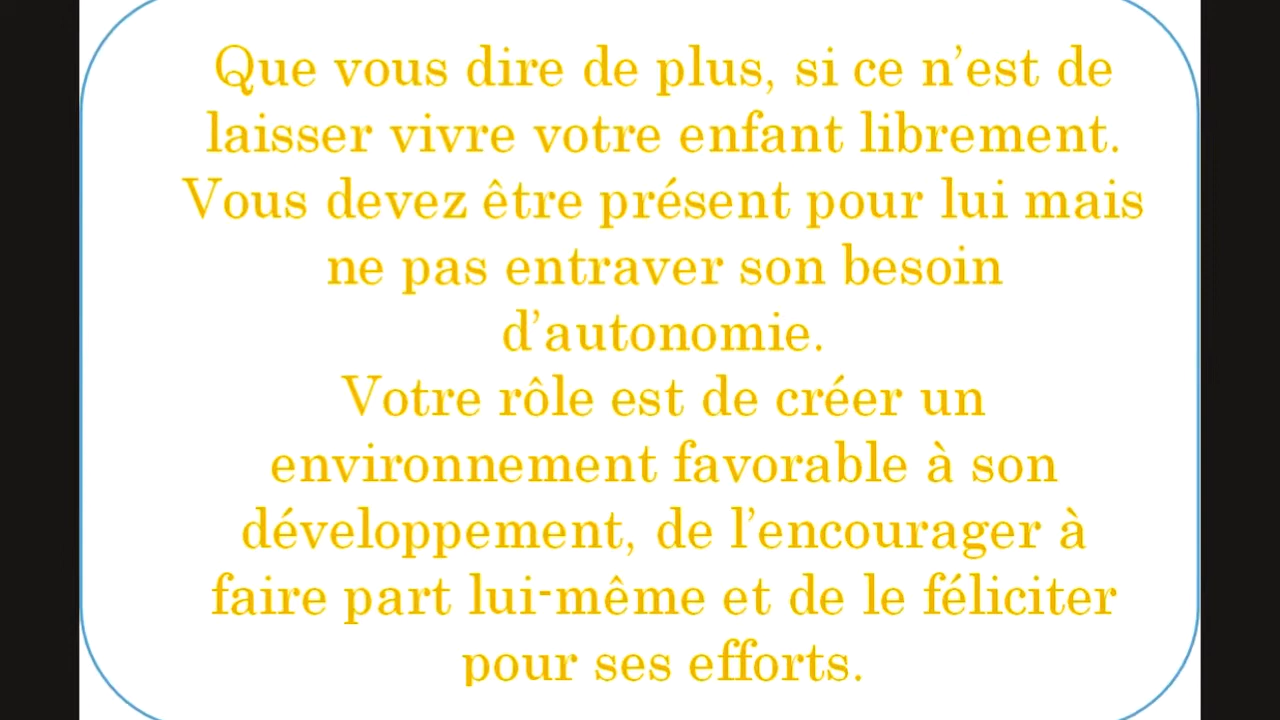 Que vous dire de plus, si ce n’est de
laisser vivre votre enfant librement.
Vous devez être présent pour lui mais
ne pas entraver son besoin
d’autonomie.
Votre rôle est de créer un
environnement favorable à son
développement, de l’encourager à
faire part lui-même et de le féliciter
pour ses efforts.